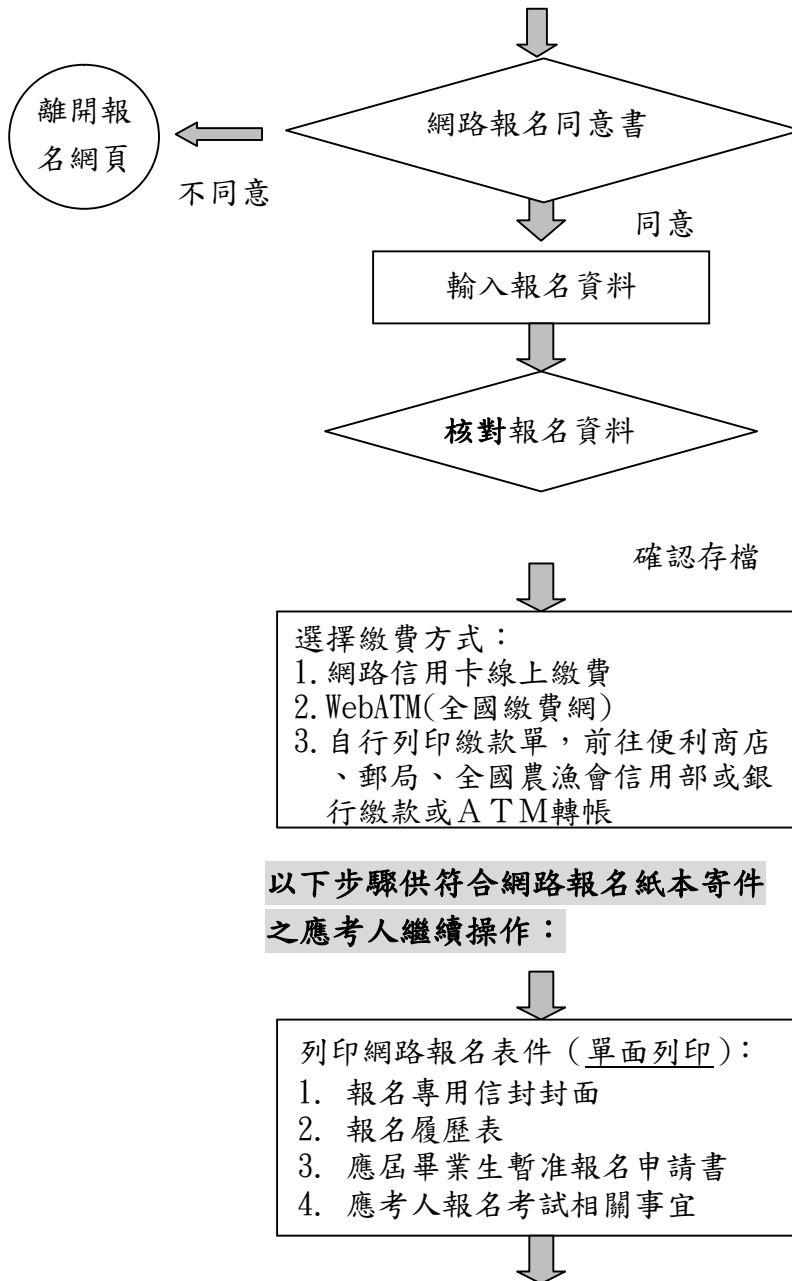 網路報名同意書
離開報
名網頁
不同意
同意
輸入報名資料
核對報名資料
確認存檔
選擇繳費方式：
1.網路信用卡線上繳費
2.WebATM(全國繳費網)
3.自行列印繳款單，前往便利商店
、郵局、全國農漁會信用部或銀
行繳款或ＡＴＭ轉帳
以下步驟供符合網路報名紙本寄件
之應考人繼續操作：
列印網路報名表件（單面列印）：
1. 報名專用信封封面
2. 報名履歷表
3. 應屆畢業生暫准報名申請書
4. 應考人報名考試相關事宜